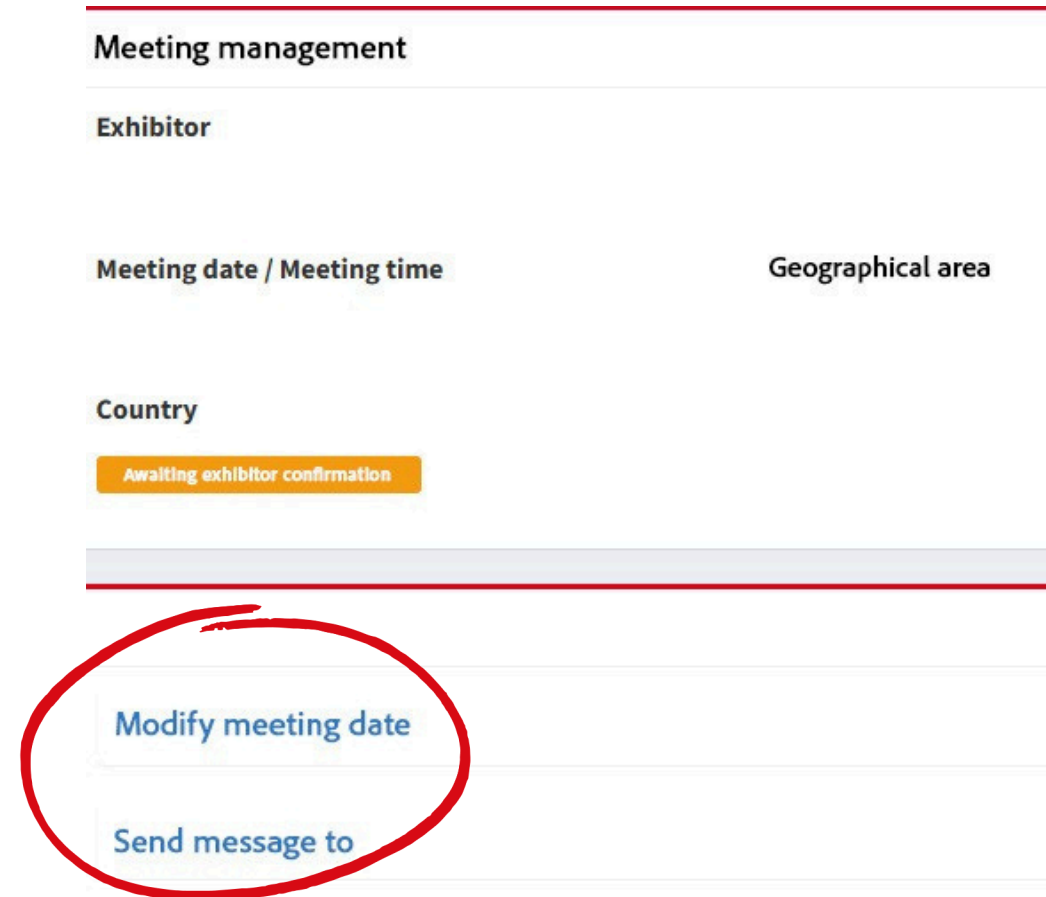 Meeting management
Exhibitor
Meeting date / Meeting time
Geographical area
Country
Awaiting exhibitor confirmation
Modify meeting date
Send message to